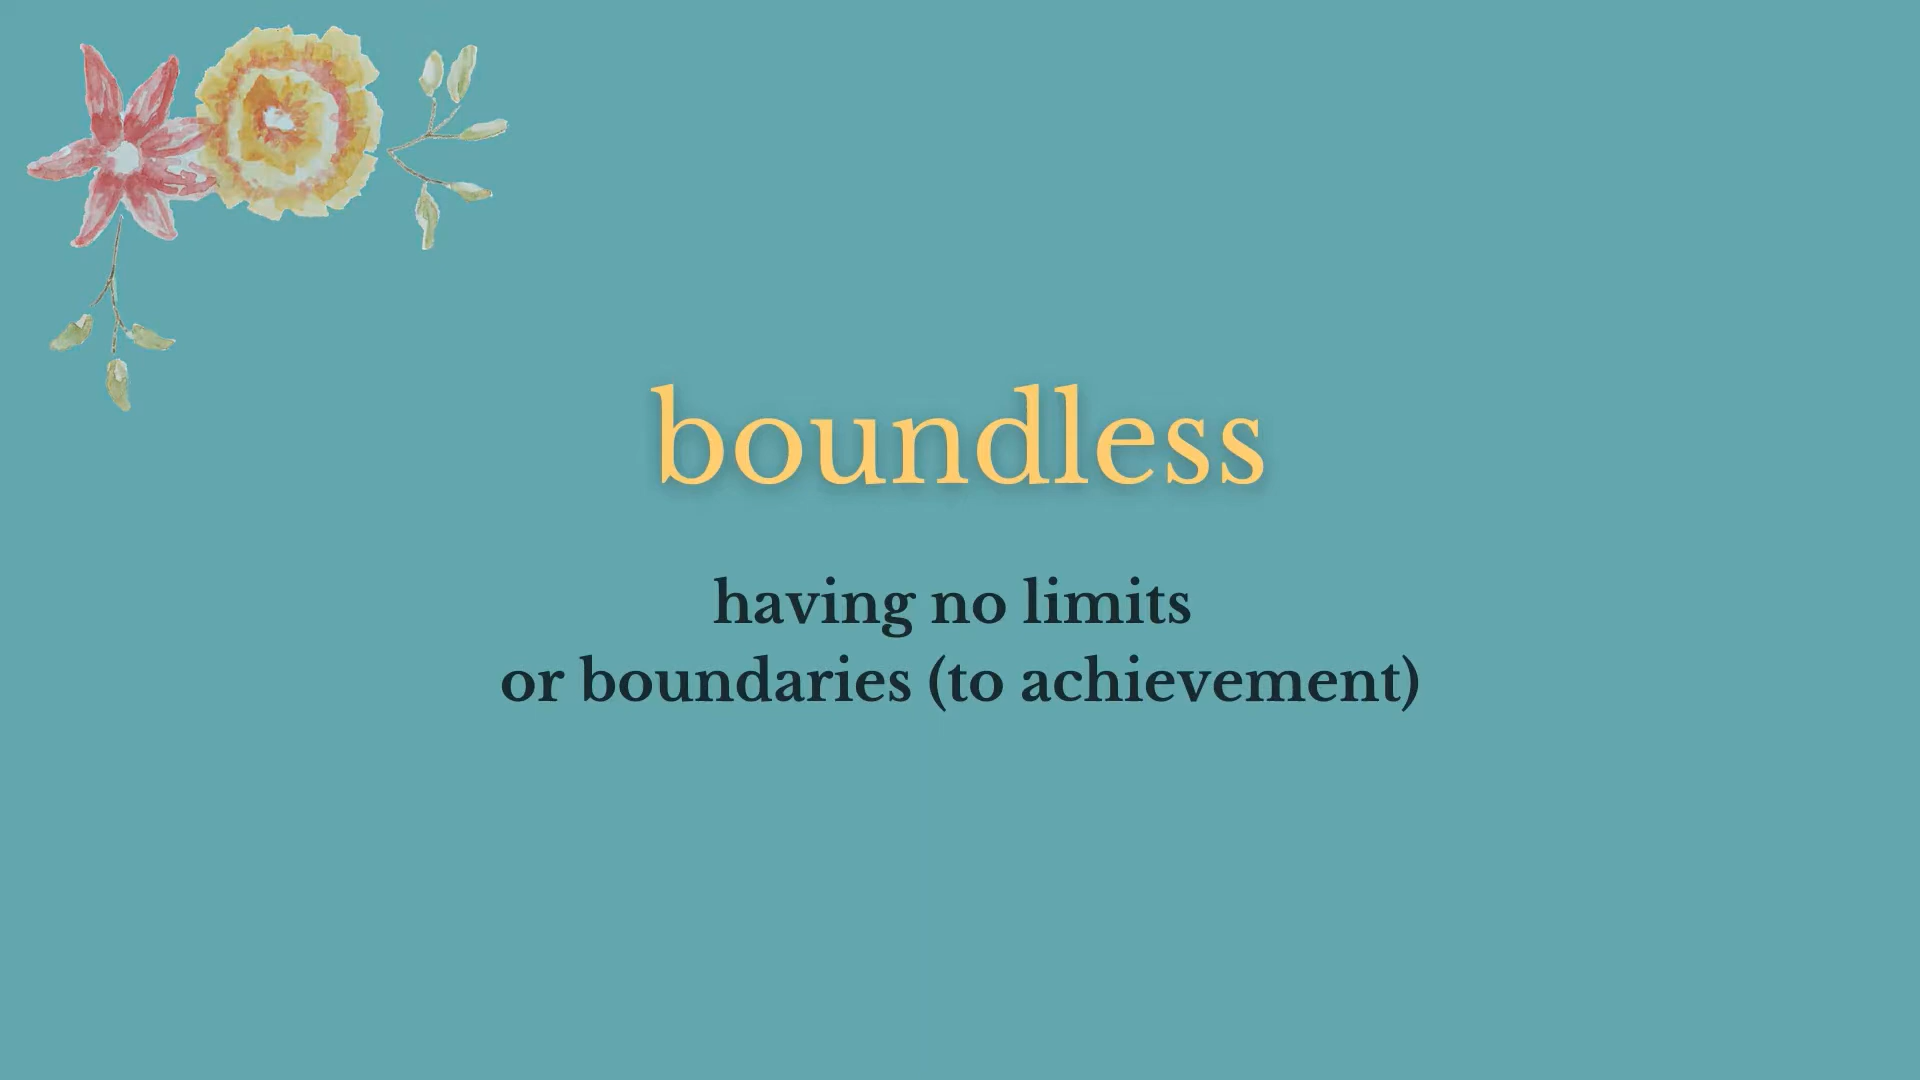 boundless
having no limits
or boundaries (to achievement)